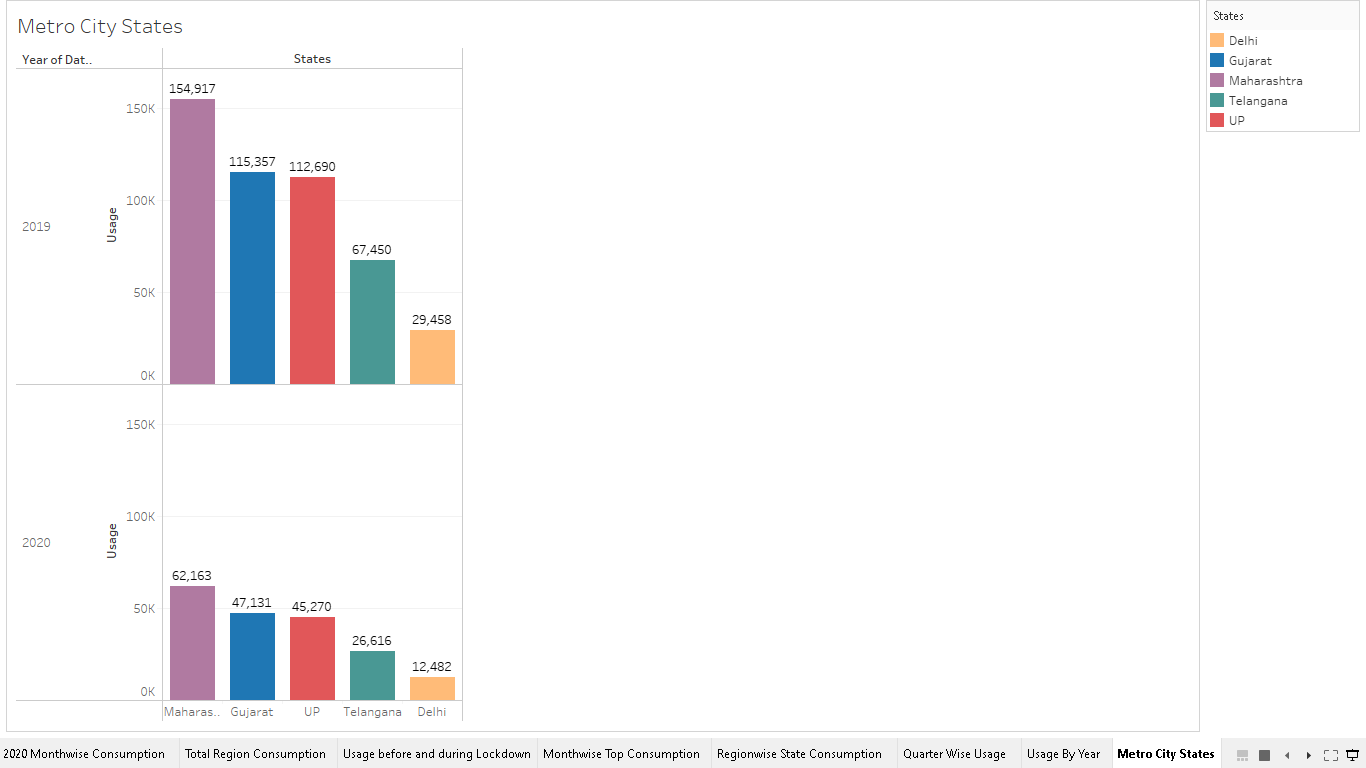 Metro City States
Year of Dat..
States
154,917
115,357
112,690
67,450
29,458
150K
100K
50K
0K
Usage
2019
62,163
47,131
45,270
26,616
12,482
150K
100K
50K
0K
Usage
2020
Maharas.. Gujarat UP Telangana Delhi
States
Delhi
Gujarat
Maharashtra
Telangana
UP
2020 Monthwise Consumption Total Region Consumption Usage before and during Lockdown Monthwise Top Consumption Regionwise State Consumption Quarter Wise Usage Usage By Year Metro City States